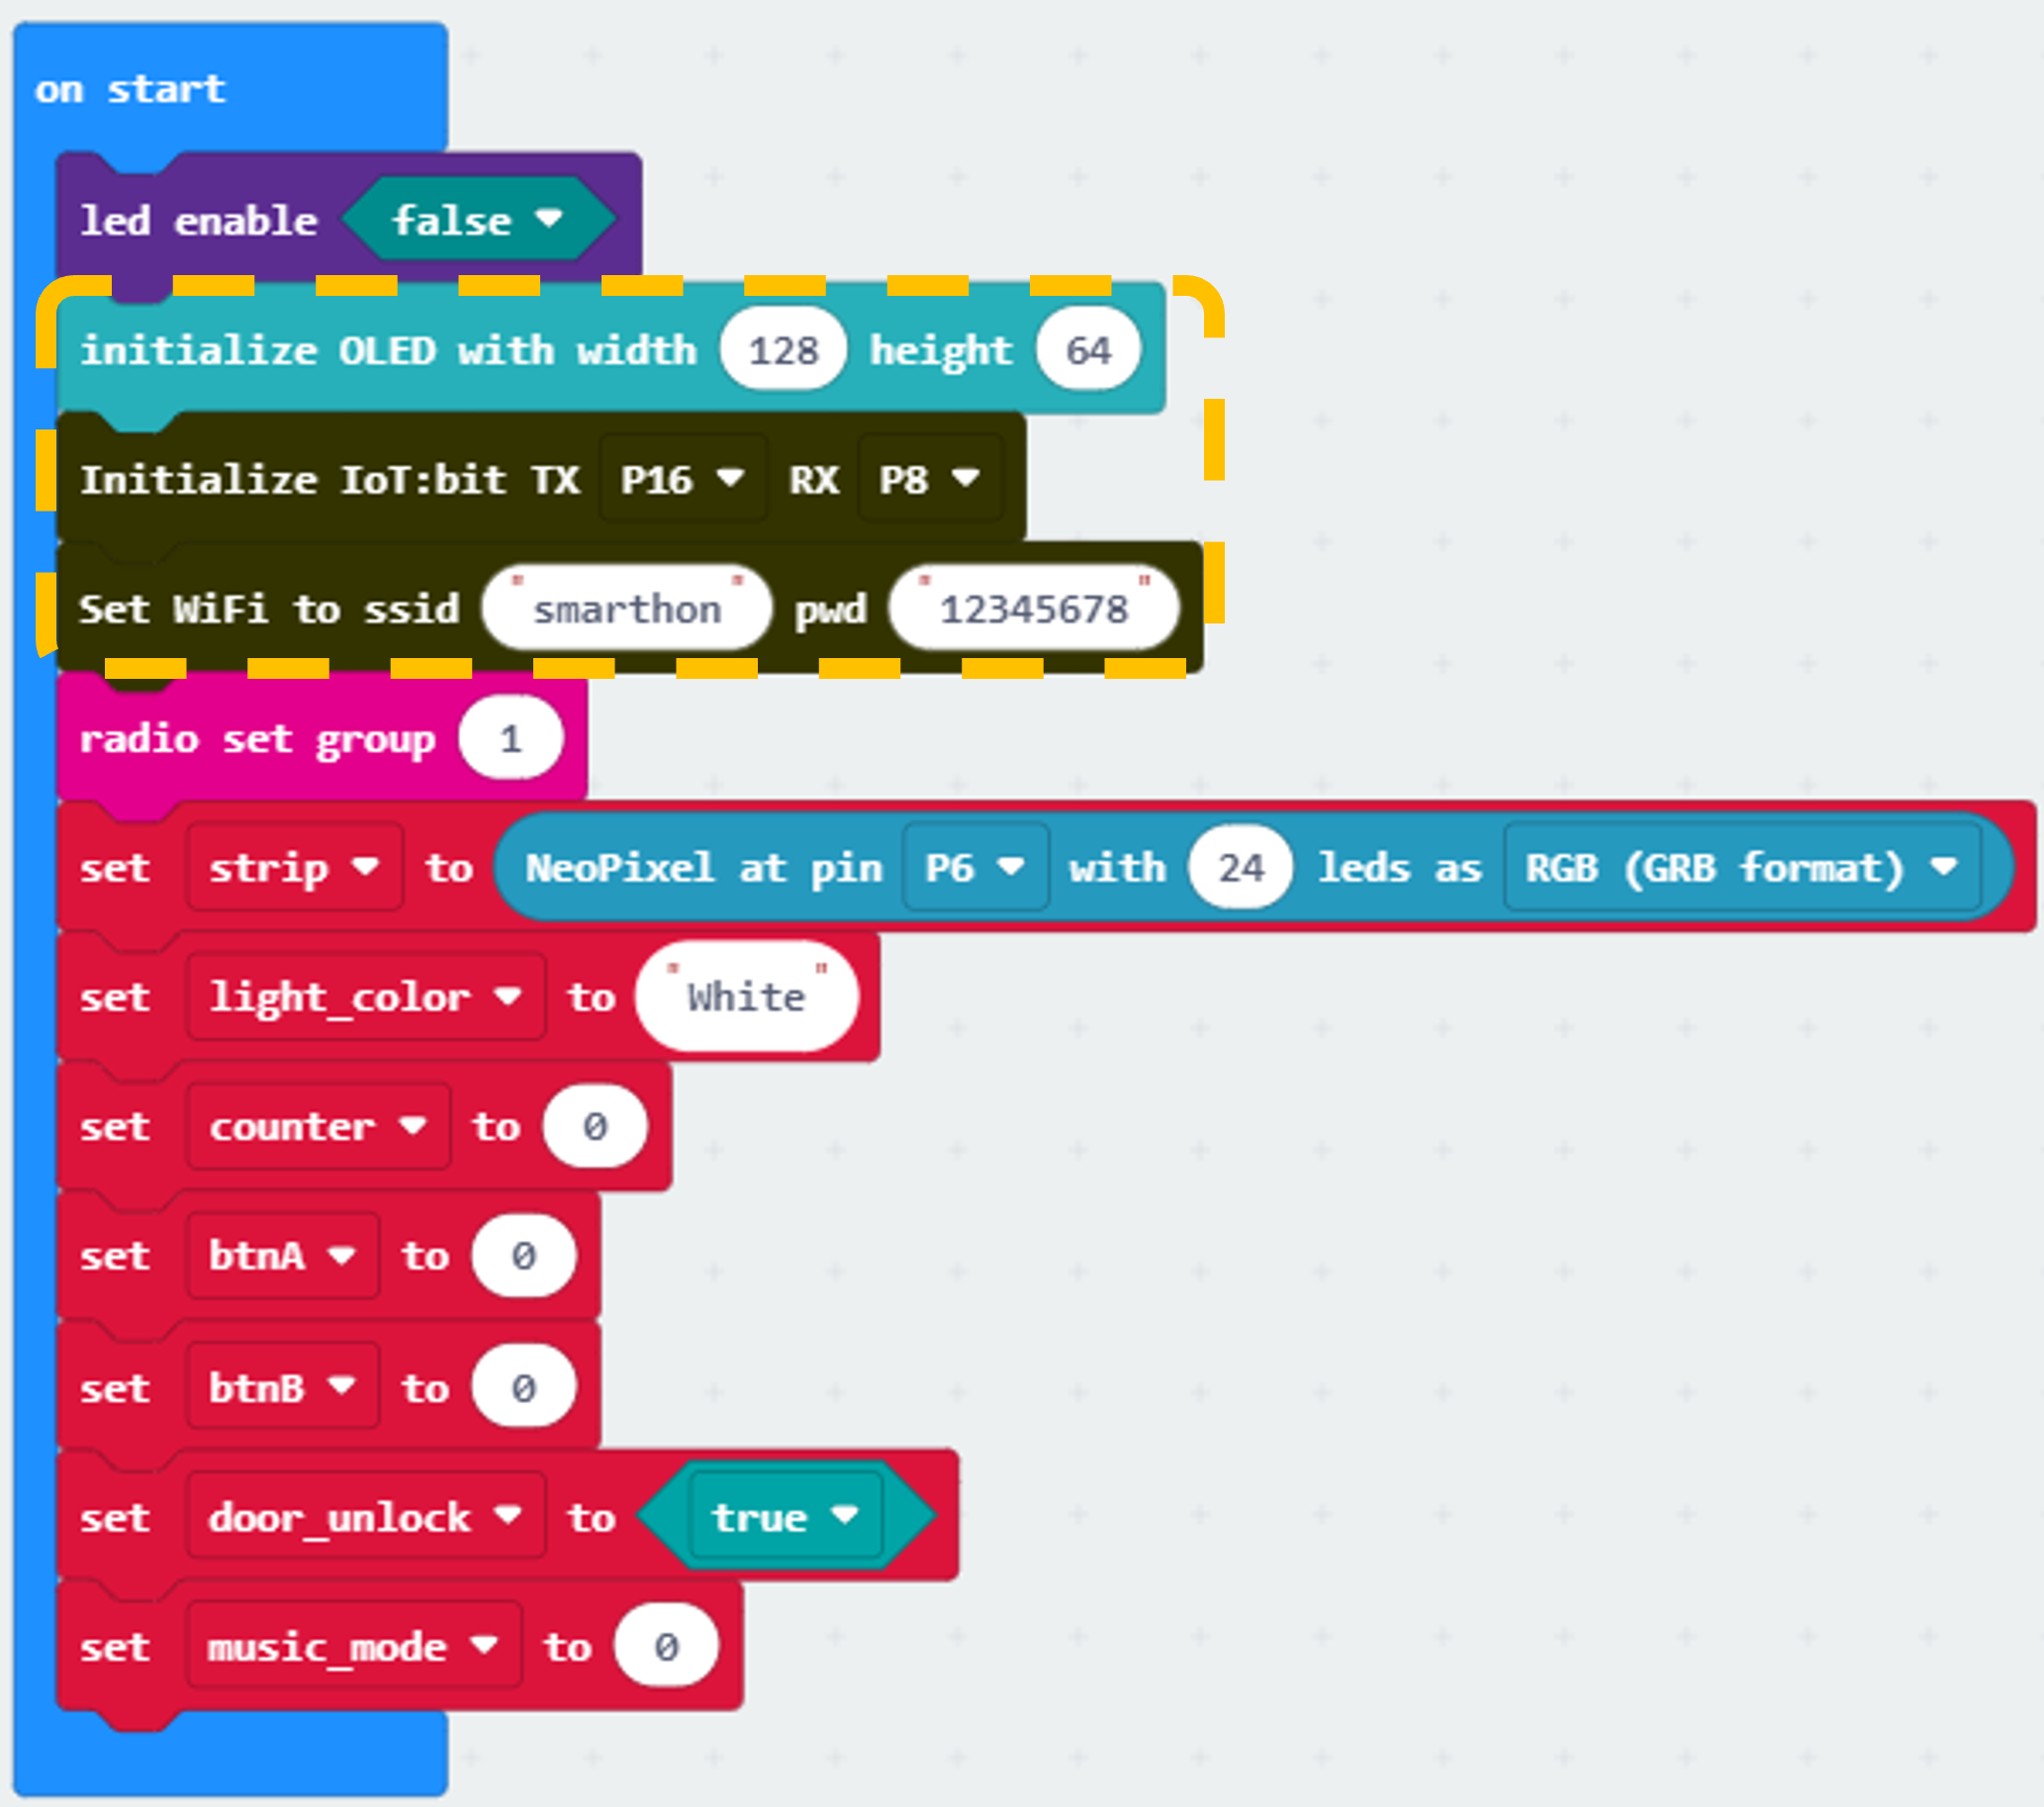 on start
led enable false
initialize OLED with width 128 height 64
Initialize IoT:bit TX P16 RX P8
Set WiFi to ssid "smarthon" pwd "12345678"
radio set group 1
set strip to NeoPixel at pin P6 with 24 leds as RGB (GRB format)
set light_color to "White"
set counter to 0
set btnA to 0
set btnB to 0
set door_unlock to true
set music_mode to 0